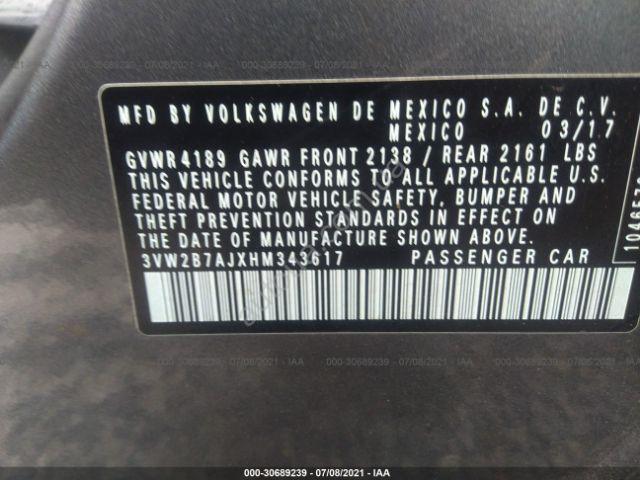 MFD BY VOLKSWAGEN DE MEXICO S.A. DE C.V.
MEXICO 03/17
GVWR 4189 GAWR FRONT 2138 / REAR 2161 LBS
THIS VEHICLE CONFORMS TO ALL APPLICABLE U.S.
FEDERAL MOTOR VEHICLE SAFETY, BUMPER AND
THEFT PREVENTION STANDARDS IN EFFECT ON
THE DATE OF MANUFACTURE SHOWN ABOVE.
3VW2B7AJXHM343617 PASSENGER CAR
000-30689239 - 07/08/2021 - IAA